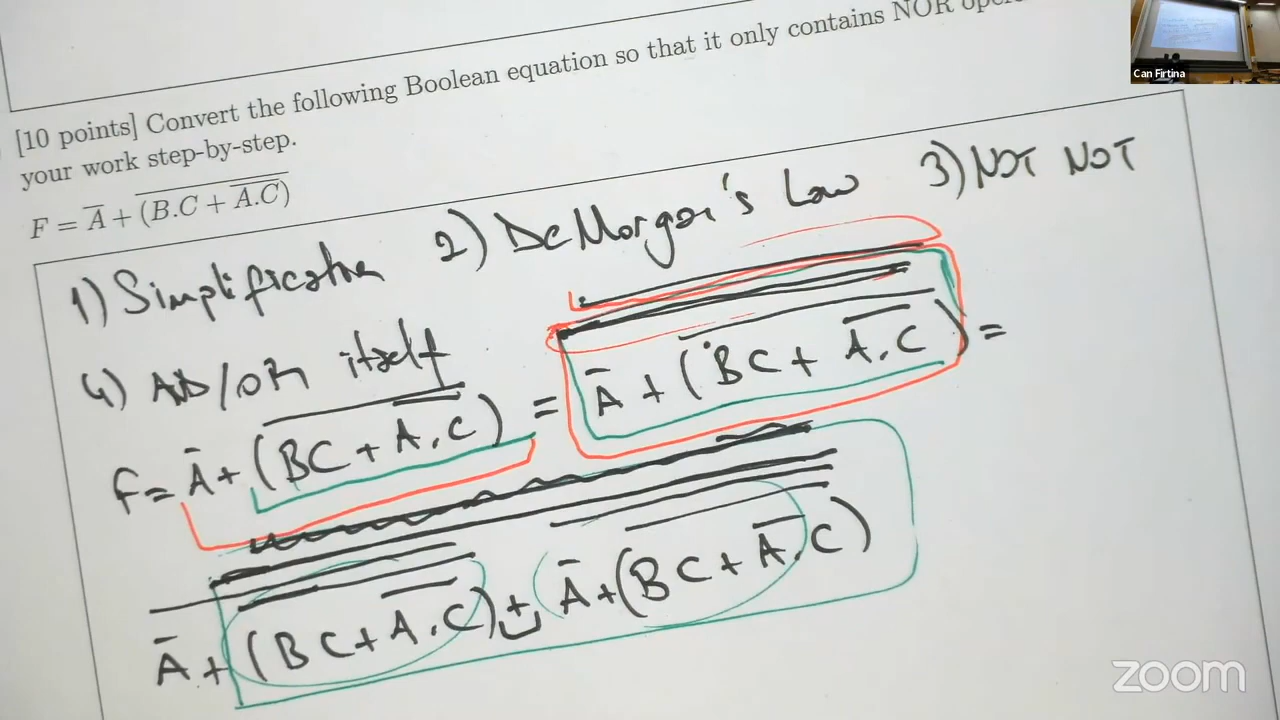 Can Firtina
[10 points] Convert the following Boolean equation so that it only contains NOR
your work step-by-step.
F = A̅ + (B.C + A̅.̅C̅)̅
1) Simplification 2) DeMorgan's Law 3) NOT NOT
4) AND/OR itself
F = A̅ + (BC + A̅.̅C̅)̅ = A̅ + (BC + A̅.̅C̅) =
A̅ + (BC + A̅.̅C̅) + A̅ + (BC + A̅.̅C)
zoom